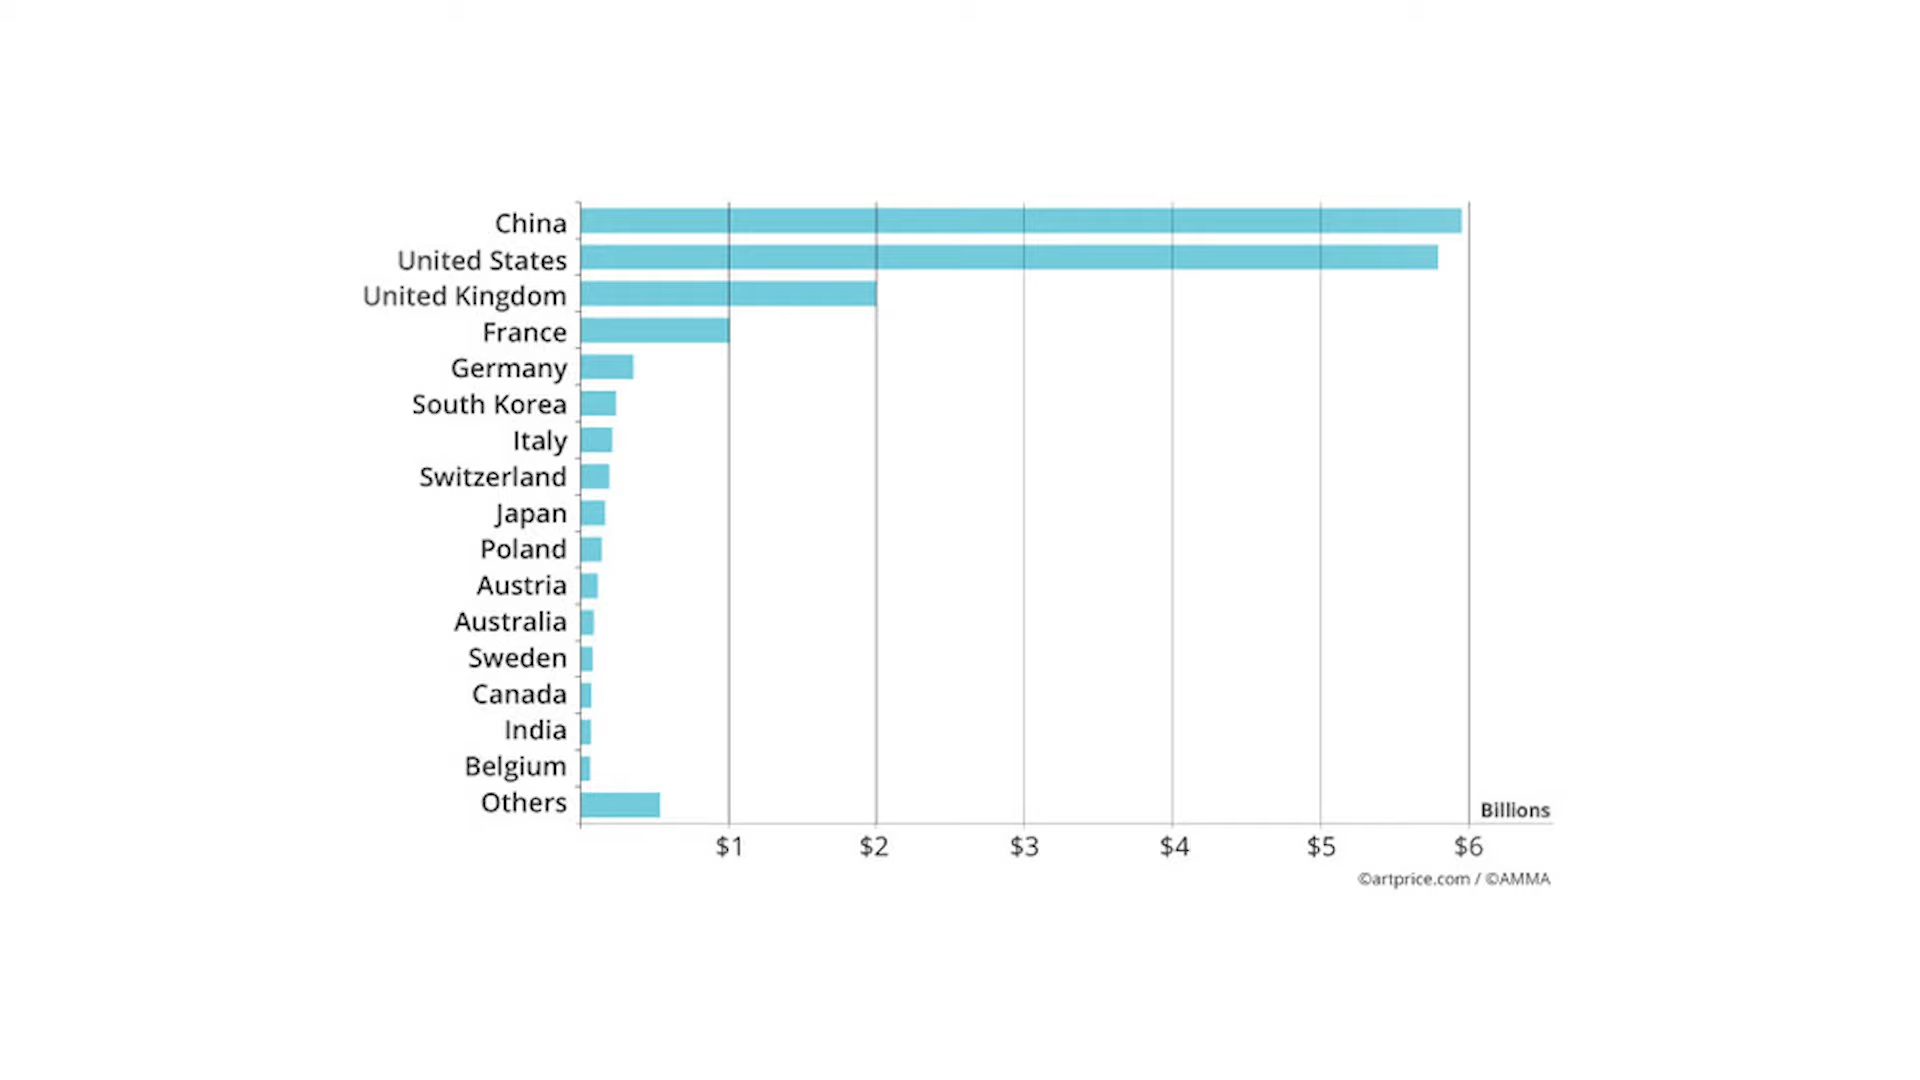 China
United States
United Kingdom
France
Germany
South Korea
Italy
Switzerland
Japan
Poland
Austria
Australia
Sweden
Canada
India
Belgium
Others
Billions
$1 $2 $3 $4 $5 $6
©artprice.com / ©AMMA